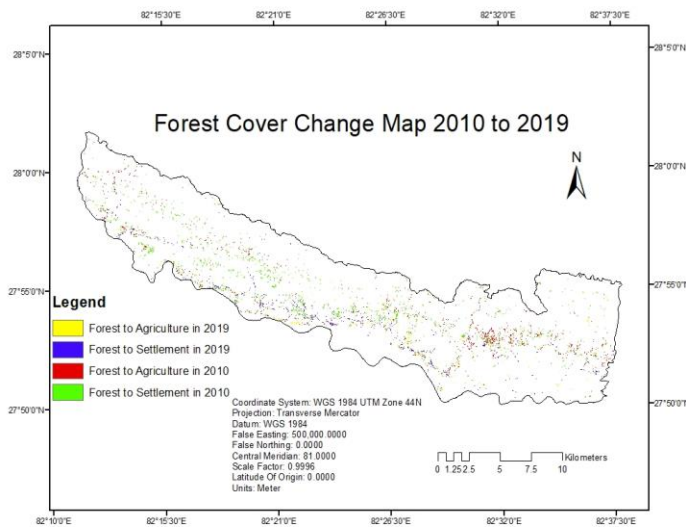 82°15'30"E 82°21'0"E 82°26'30"E 82°32'0"E 82°37'30"E
28°5'0"N 28°5'0"N
Forest Cover Change Map 2010 to 2019
N
28°0'0"N 28°0'0"N
27°55'0"N 27°55'0"N
Legend
Forest to Agriculture in 2019
Forest to Settlement in 2019
Forest to Agriculture in 2010
Forest to Settlement in 2010
27°50'0"N 27°50'0"N
Coordinate System: WGS 1984 UTM Zone 44N
Projection: Transverse Mercator
Datum: WGS 1984
False Easting: 500,000.0000
False Northing: 0.0000
Central Meridian: 81.0000
Scale Factor: 0.9996
Latitude Of Origin: 0.0000
Units: Meter
Kilometers
0 1.25 2.5 5 7.5 10
82°10'0"E 82°15'30"E 82°21'0"E 82°26'30"E 82°32'0"E 82°37'30"E